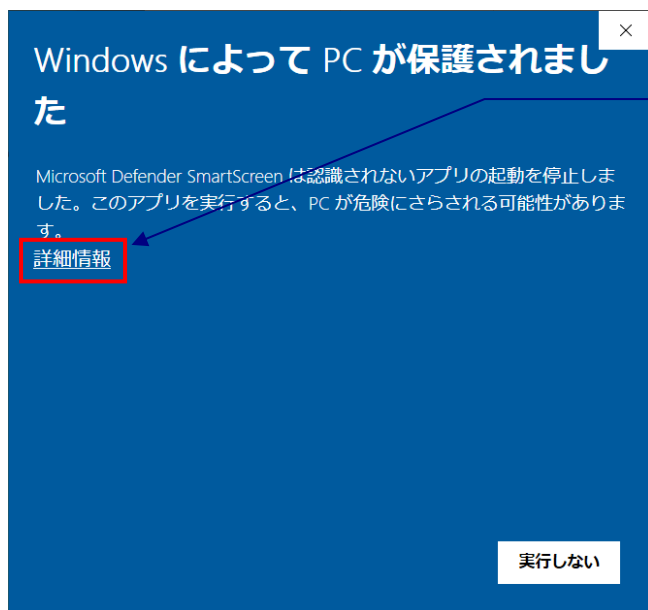 Windows によって PC が保護されまし
た
Microsoft Defender SmartScreen は認識されないアプリの起動を停止しま
した。このアプリを実行すると、PC が危険にさらされる可能性がありま
す。
詳細情報
実行しない